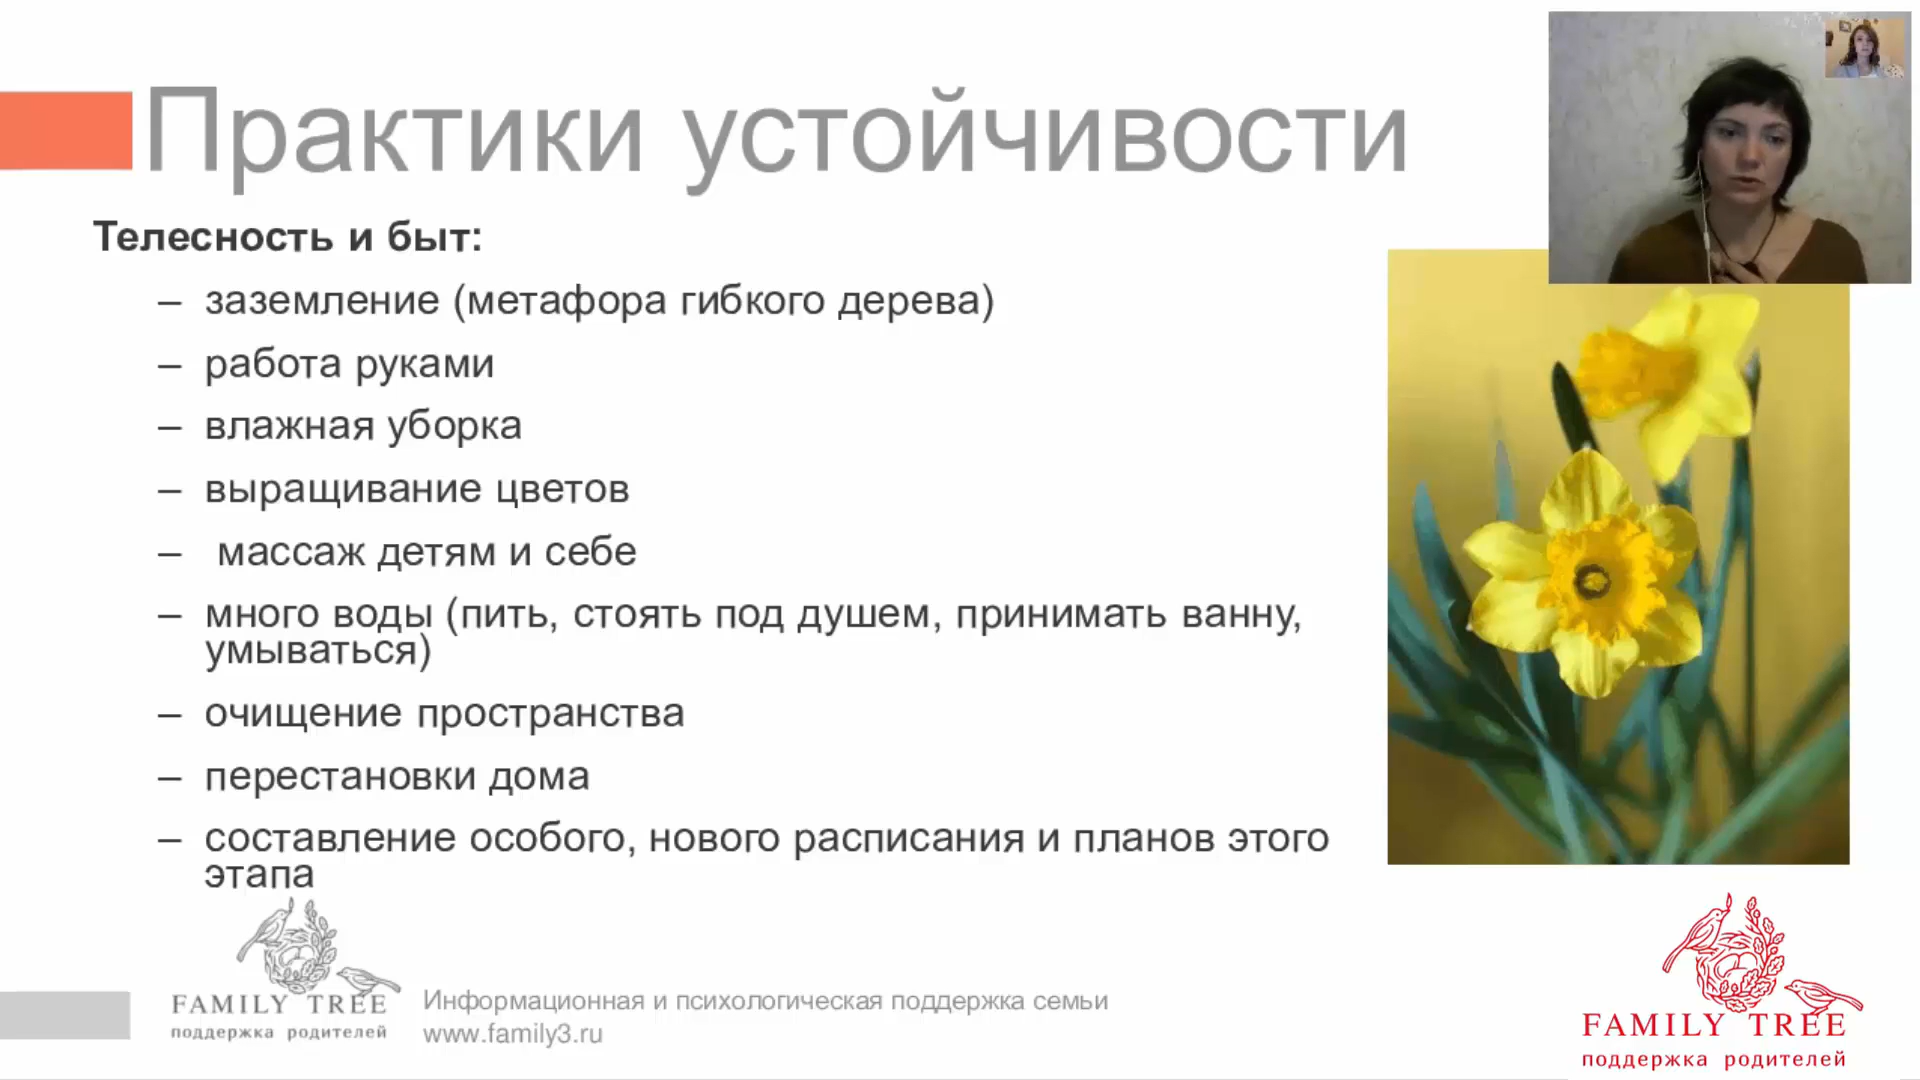 Практики устойчивости
Телесность и быт:
– заземление (метафора гибкого дерева)
– работа руками
– влажная уборка
– выращивание цветов
– массаж детям и себе
– много воды (пить, стоять под душем, принимать ванну,
умываться)
– очищение пространства
– перестановки дома
– составление особого, нового расписания и планов этого
этапа
FAMILY TREE
поддержка родителей
Информационная и психологическая поддержка семьи
www.family3.ru
FAMILY TREE
поддержка родителей